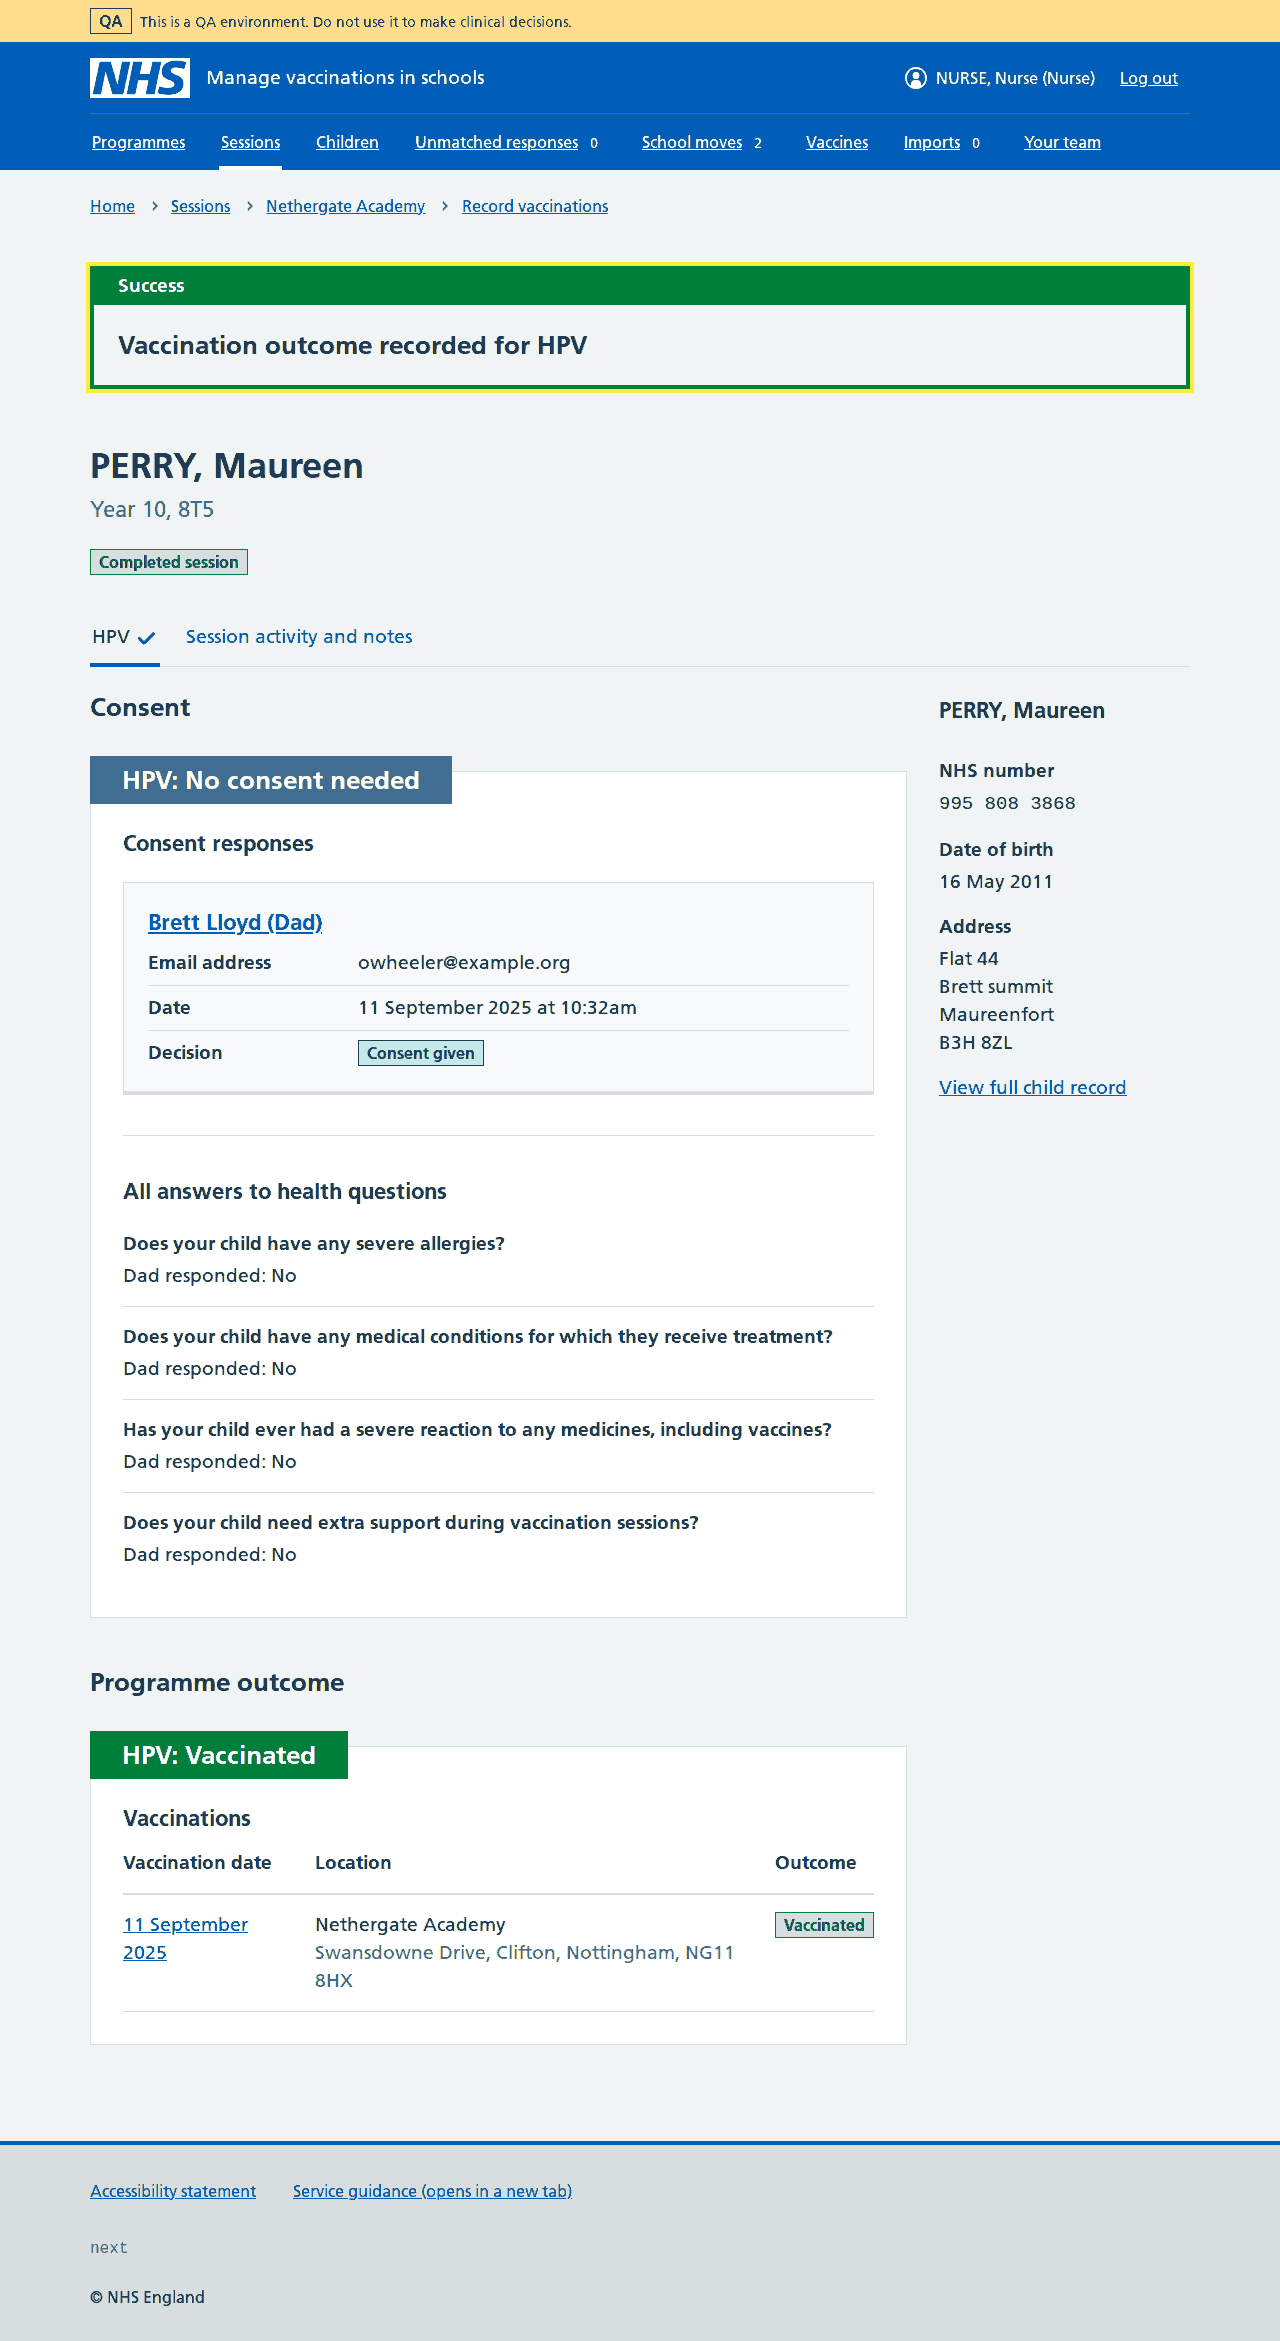 QA This is a QA environment. Do not use it to make clinical decisions.
NHS Manage vaccinations in schools NURSE, Nurse (Nurse) Log out
Programmes Sessions Children Unmatched responses 0 School moves 2 Vaccines Imports 0 Your team
Home Sessions Nethergate Academy Record vaccinations
Success
Vaccination outcome recorded for HPV
PERRY, Maureen
Year 10, 8T5
Completed session
HPV Session activity and notes
Consent
HPV: No consent needed
Consent responses
Brett Lloyd (Dad)
Email address owheeler@example.org
Date 11 September 2025 at 10:32am
Decision Consent given
All answers to health questions
Does your child have any severe allergies?
Dad responded: No
Does your child have any medical conditions for which they receive treatment?
Dad responded: No
Has your child ever had a severe reaction to any medicines, including vaccines?
Dad responded: No
Does your child need extra support during vaccination sessions?
Dad responded: No
PERRY, Maureen
NHS number
995 808 3868
Date of birth
16 May 2011
Address
Flat 44
Brett summit
Maureenfort
B3H 8ZL
View full child record
Programme outcome
HPV: Vaccinated
Vaccinations
Vaccination date Location Outcome
11 September Nethergate Academy Vaccinated
2025 Swansdowne Drive, Clifton, Nottingham, NG11
8HX
Accessibility statement Service guidance (opens in a new tab)
next
© NHS England